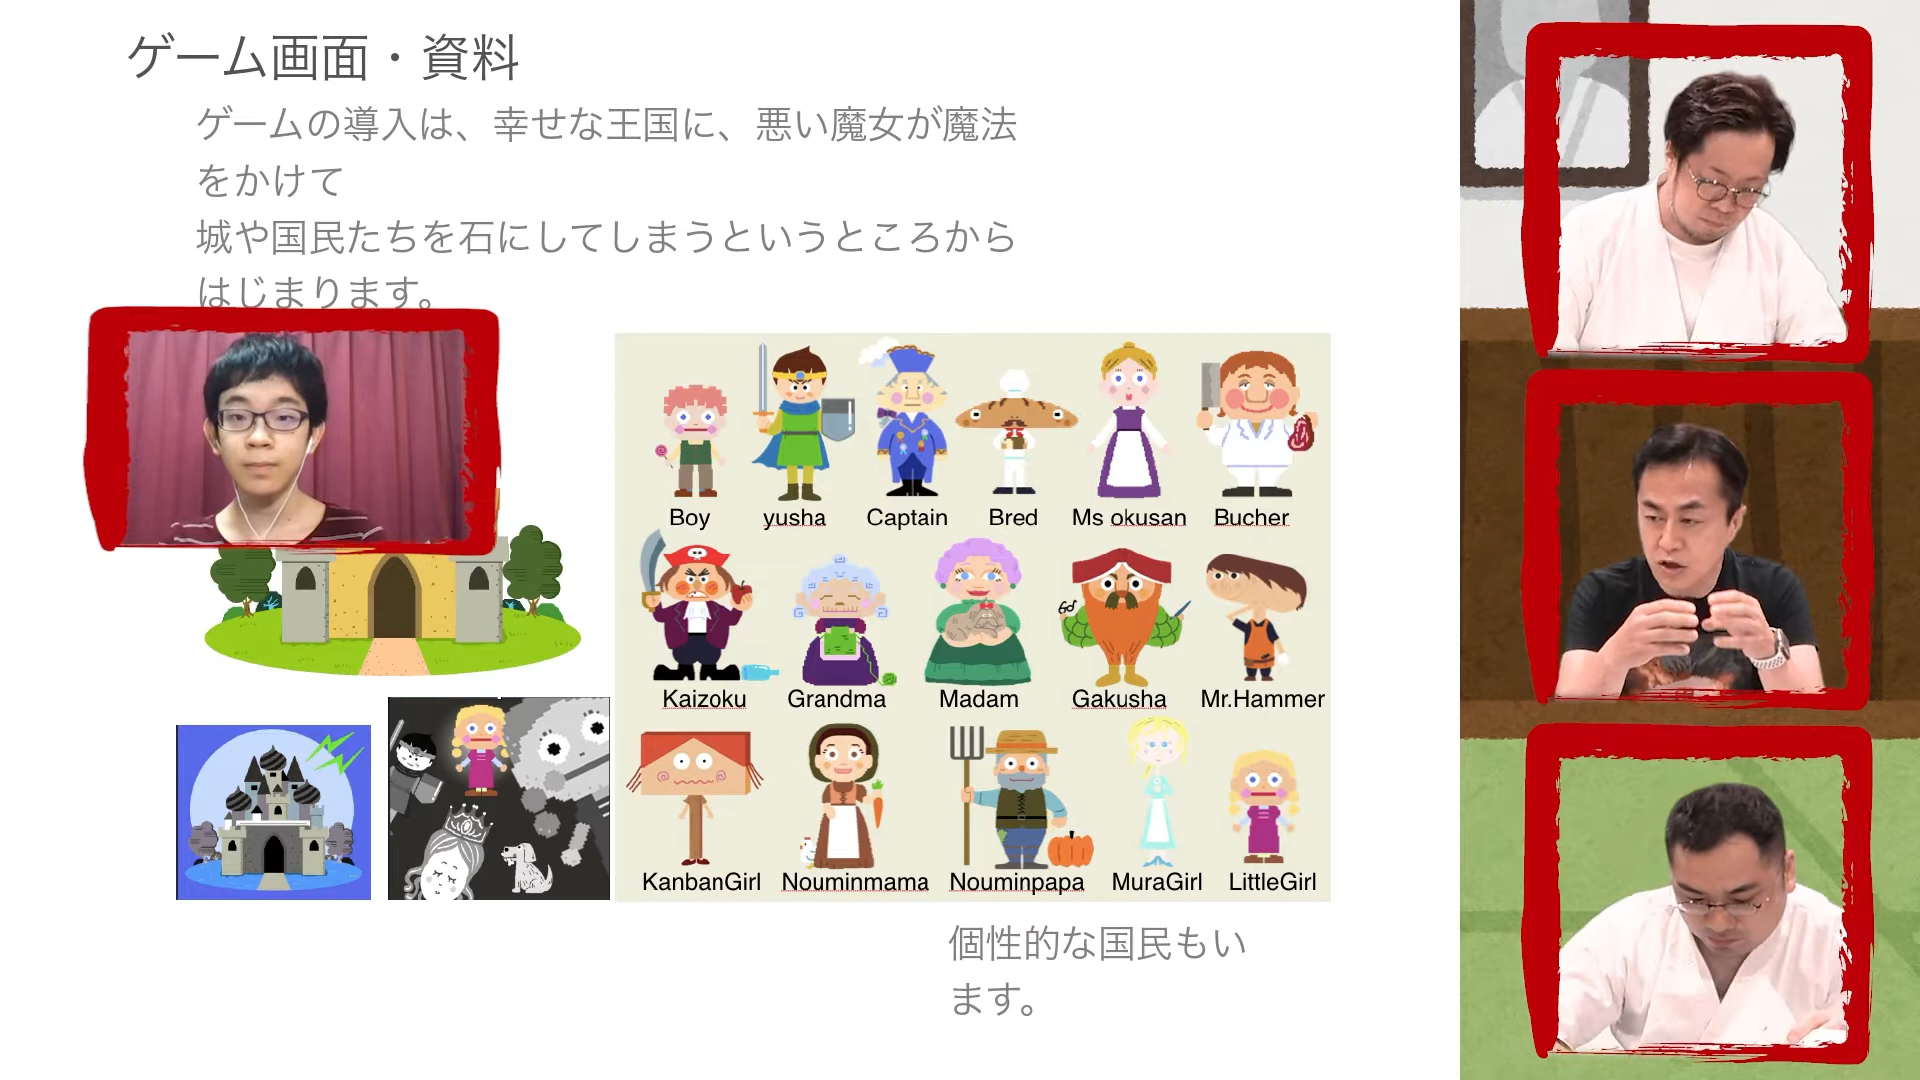 ゲーム画面・資料
ゲームの導入は、幸せな王国に、悪い魔女が魔法
をかけて
城や国民たちを石にしてしまうというところから
はじまります。
Boy yusha Captain Bred Ms okusan Bucher
Kaizoku Grandma Madam Gakusha Mr.Hammer
KanbanGirl Nouminmama Nouminpapa MuraGirl LittleGirl
個性的な国民もい
ます。